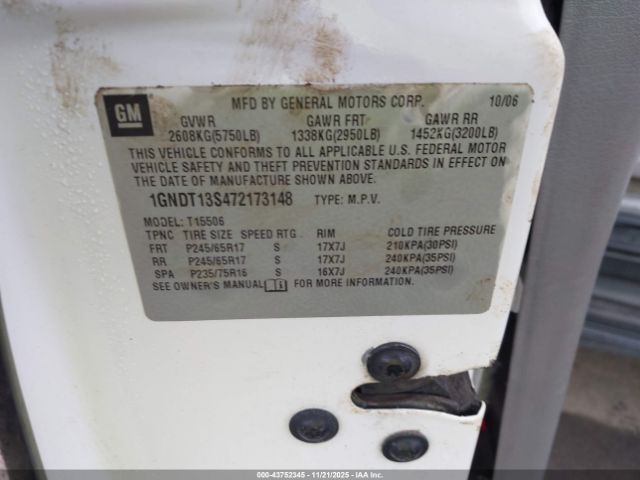 GM
MFD BY GENERAL MOTORS CORP. 10/06
GVWR GAWR FRT GAWR RR
2608KG(5750LB) 1338KG(2950LB) 1452KG(3200LB)
THIS VEHICLE CONFORMS TO ALL APPLICABLE U.S. FEDERAL MOTOR
VEHICLE SAFETY AND THEFT PREVENTION STANDARDS IN EFFECT ON
THE DATE OF MANUFACTURE SHOWN ABOVE.
1GNDT13S472173148 TYPE: M.P.V.
MODEL: T15506
TPNC TIRE SIZE SPEED RTG. RIM COLD TIRE PRESSURE
FRT P245/65R17 S 17X7J 210KPA(30PSI)
RR P245/65R17 S 17X7J 240KPA(35PSI)
SPA P235/75R16 S 16X7J 240KPA(35PSI)
SEE OWNER'S MANUAL FOR MORE INFORMATION.
000-43752345 - 11/21/2025 - IAA Inc.